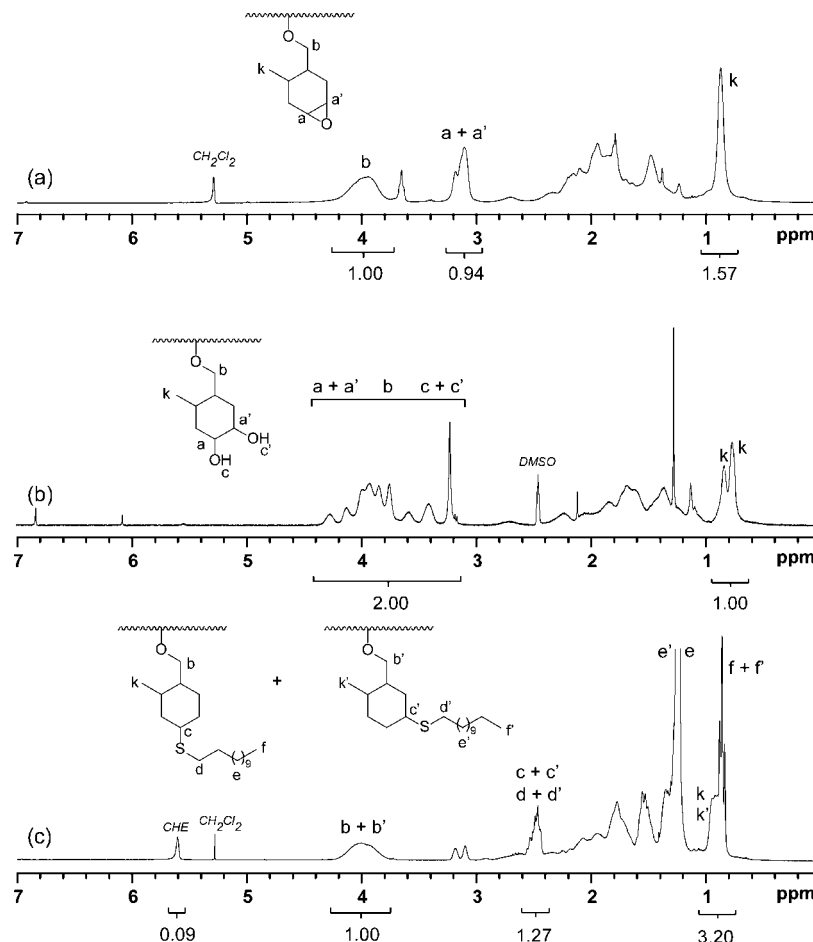 O
b
k
a'
a
O
a + a'
k
CH2Cl2
b
(a)
7 6 5 4 3 2 1 ppm
1.00 0.94 1.57
O
b
k
a'
a
OH
c'
OH
c
a + a' b c + c'
DMSO
k k
(b)
7 6 5 4 3 2 1 ppm
2.00 1.00
O O
b b'
k + k'
c c'
S S d' 9 f'
e'
f
9
d e
e' e
f + f'
c + c'
d + d'
k
k'
CHE CH2Cl2
b + b'
(c)
7 6 5 4 3 2 1 ppm
0.09 1.00 1.27 3.20